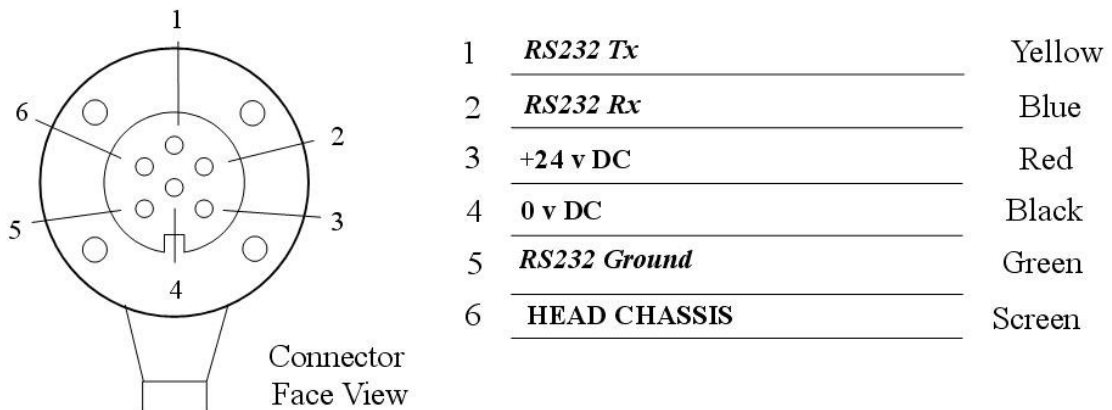 1
6
2
5
3
4
Connector
Face View
1 RS232 Tx Yellow
2 RS232 Rx Blue
3 +24 v DC Red
4 0 v DC Black
5 RS232 Ground Green
6 HEAD CHASSIS Screen